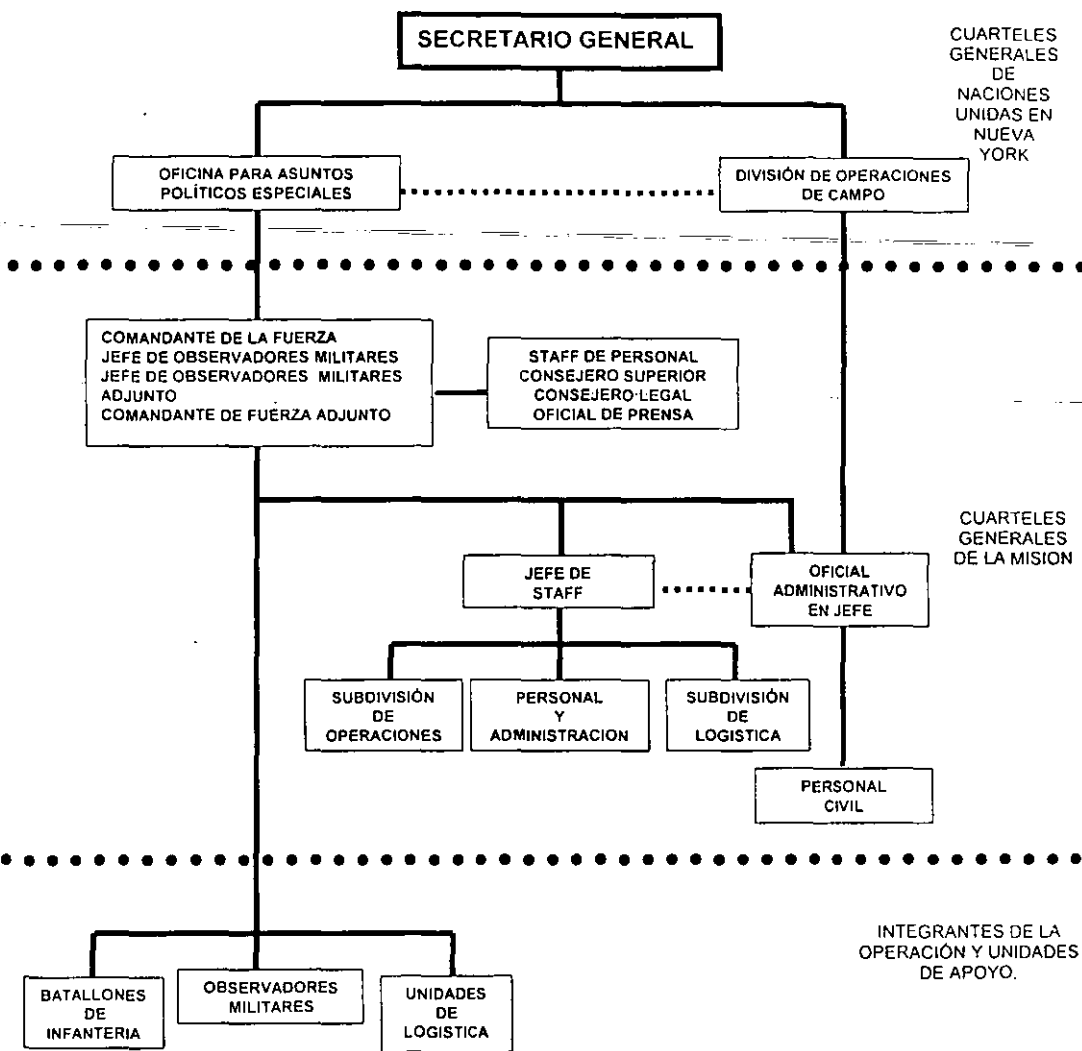 SECRETARIO GENERAL
CUARTELES
GENERALES
DE
NACIONES
UNIDAS EN
NUEVA
YORK
OFICINA PARA ASUNTOS
POLÍTICOS ESPECIALES
DIVISIÓN DE OPERACIONES
DE CAMPO
COMANDANTE DE LA FUERZA
JEFE DE OBSERVADORES MILITARES
JEFE DE OBSERVADORES MILITARES
ADJUNTO
COMANDANTE DE FUERZA ADJUNTO
STAFF DE PERSONAL
CONSEJERO SUPERIOR
CONSEJERO LEGAL
OFICIAL DE PRENSA
CUARTELES
GENERALES
DE LA MISION
JEFE DE
STAFF
OFICIAL
ADMINISTRATIVO
EN JEFE
SUBDIVISIÓN
DE
OPERACIONES
PERSONAL
Y
ADMINISTRACION
SUBDIVISIÓN
DE
LOGISTICA
PERSONAL
CIVIL
INTEGRANTES DE LA
OPERACIÓN Y UNIDADES
DE APOYO.
BATALLONES
DE
INFANTERIA
OBSERVADORES
MILITARES
UNIDADES
DE
LOGISTICA